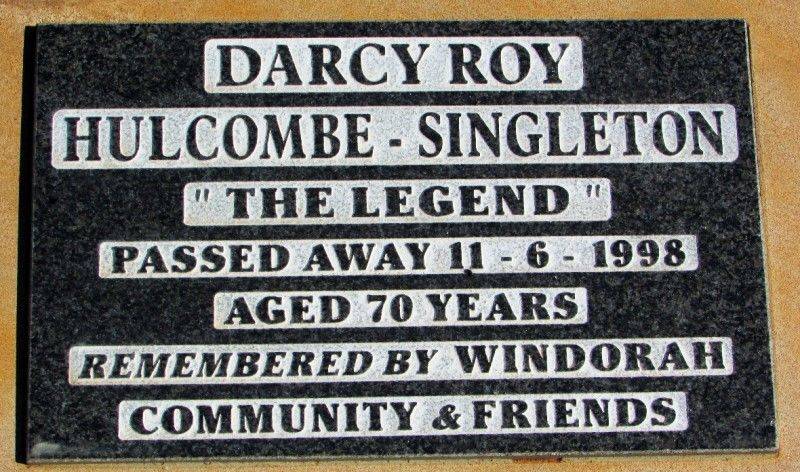 DARCY ROY
HULCOMBE - SINGLETON
" THE LEGEND "
PASSED AWAY 11 - 6 - 1998
AGED 70 YEARS
REMEMBERED BY WINDORAH
COMMUNITY & FRIENDS